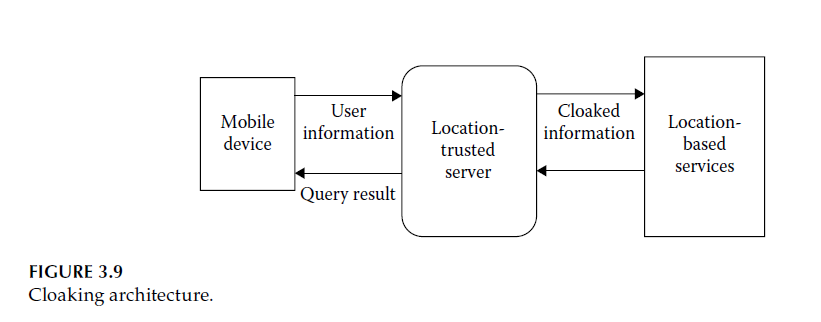 Mobile
device
User
information
Query result
Location-
trusted
server
Cloaked
information
Location-
based
services
FIGURE 3.9
Cloaking architecture.